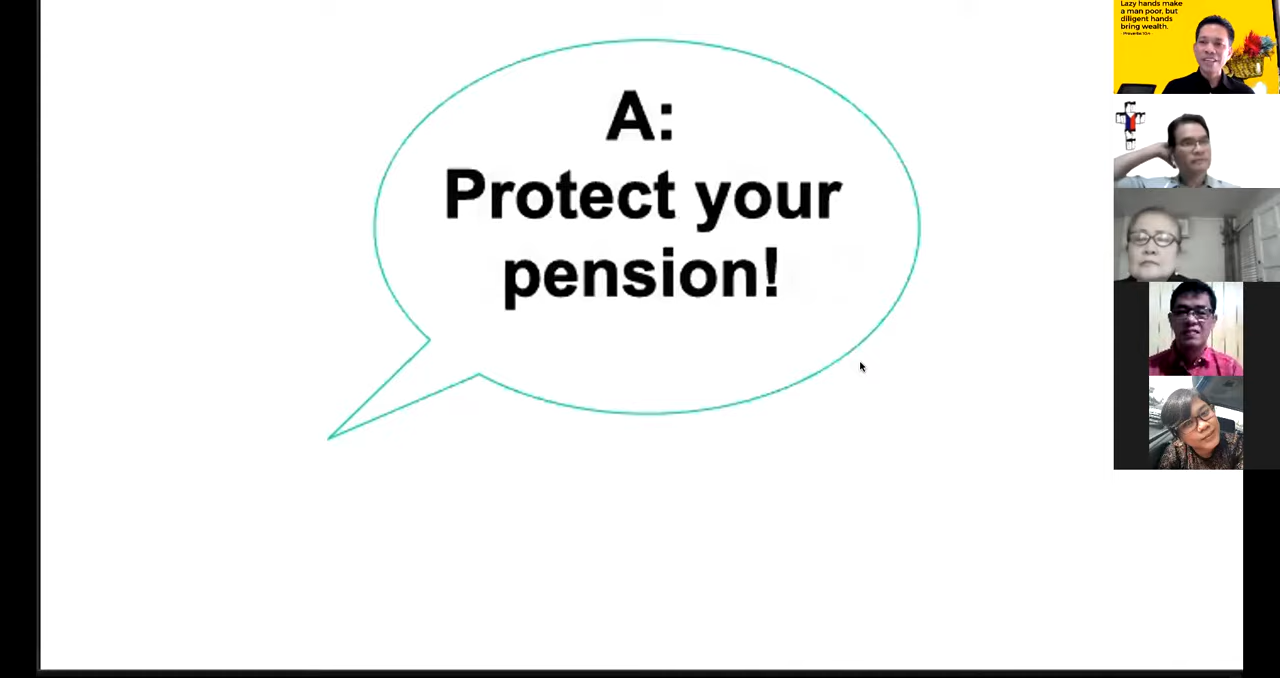 A:
Protect your
pension!
Lazy hands make
a man poor, but
diligent hands
bring wealth.